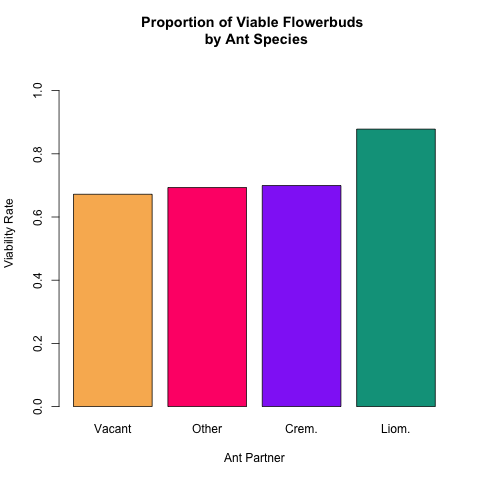 Proportion of Viable Flowerbuds
by Ant Species
Viability Rate
1.0
0.8
0.6
0.4
0.2
0.0
Vacant Other Crem. Liom.
Ant Partner